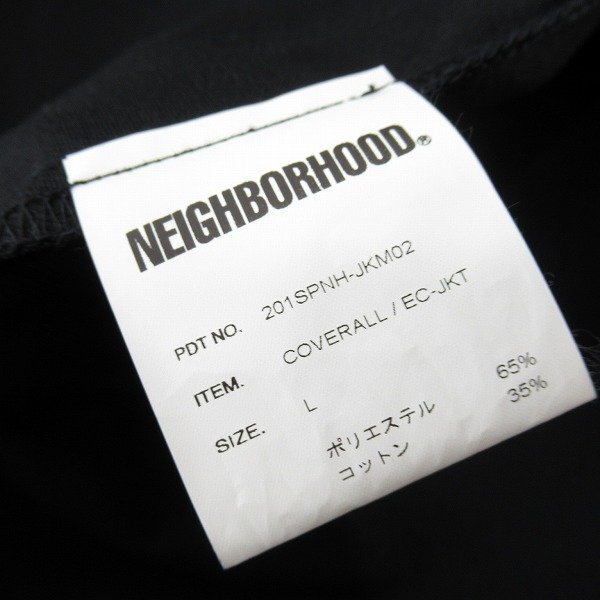 NEIGHBORHOOD®
PDT NO. 201SPNH-JKM02
ITEM. COVERALL / EC-JKT
SIZE. L
ポリエステル 65%
コットン 35%